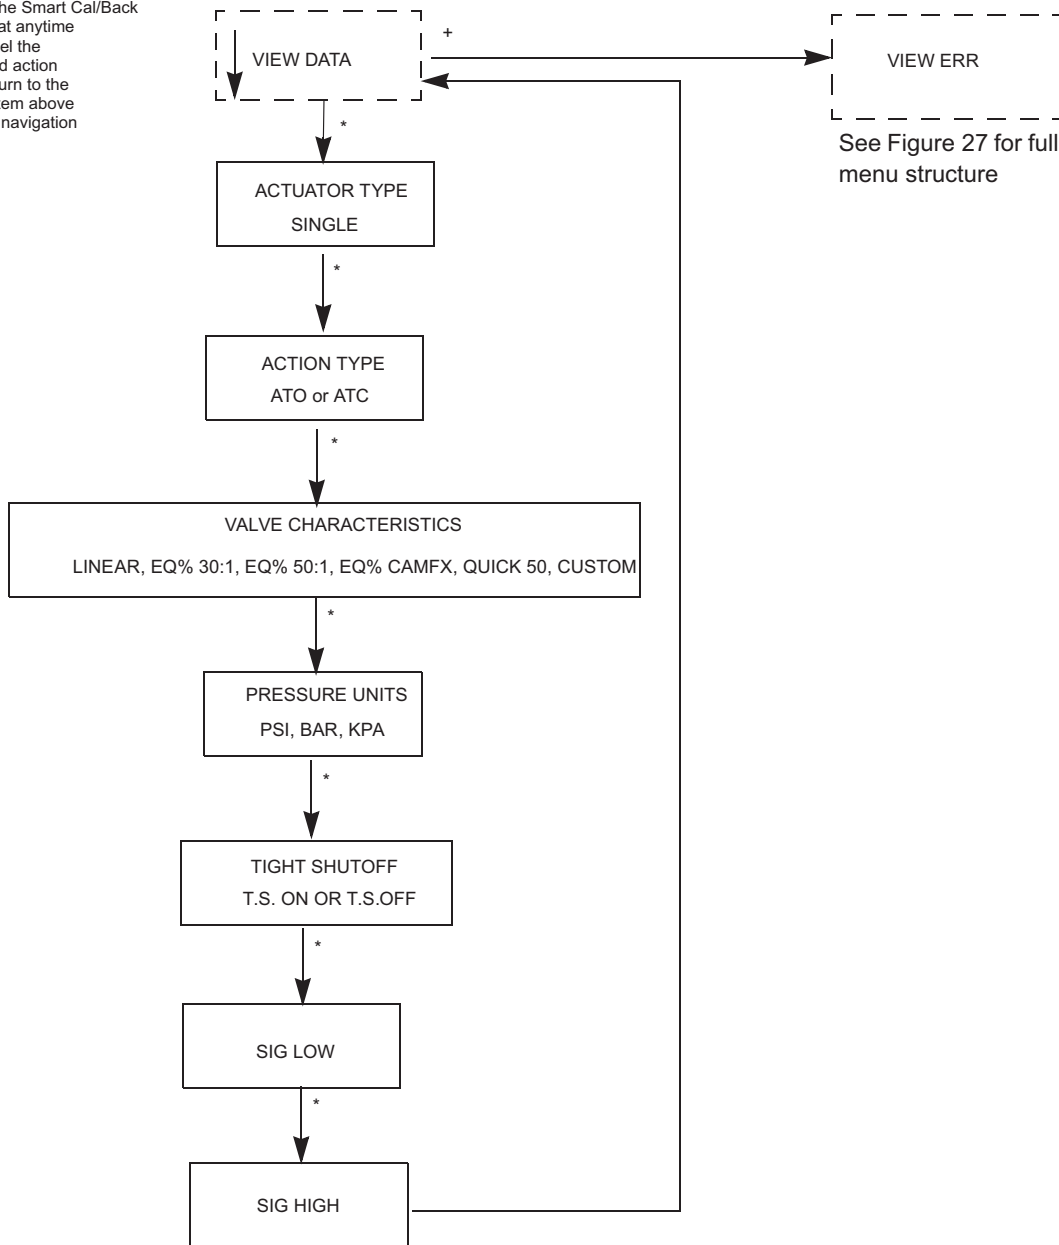 he Smart Cal/Back
at anytime
el the
d action
urn to the
tem above
navigation
VIEW DATA
+
VIEW ERR
See Figure 27 for full
menu structure
*
ACTUATOR TYPE
SINGLE
*
ACTION TYPE
ATO or ATC
*
VALVE CHARACTERISTICS
LINEAR, EQ% 30:1, EQ% 50:1, EQ% CAMFX, QUICK 50, CUSTOM
*
PRESSURE UNITS
PSI, BAR, KPA
*
TIGHT SHUTOFF
T.S. ON OR T.S.OFF
*
SIG LOW
*
SIG HIGH